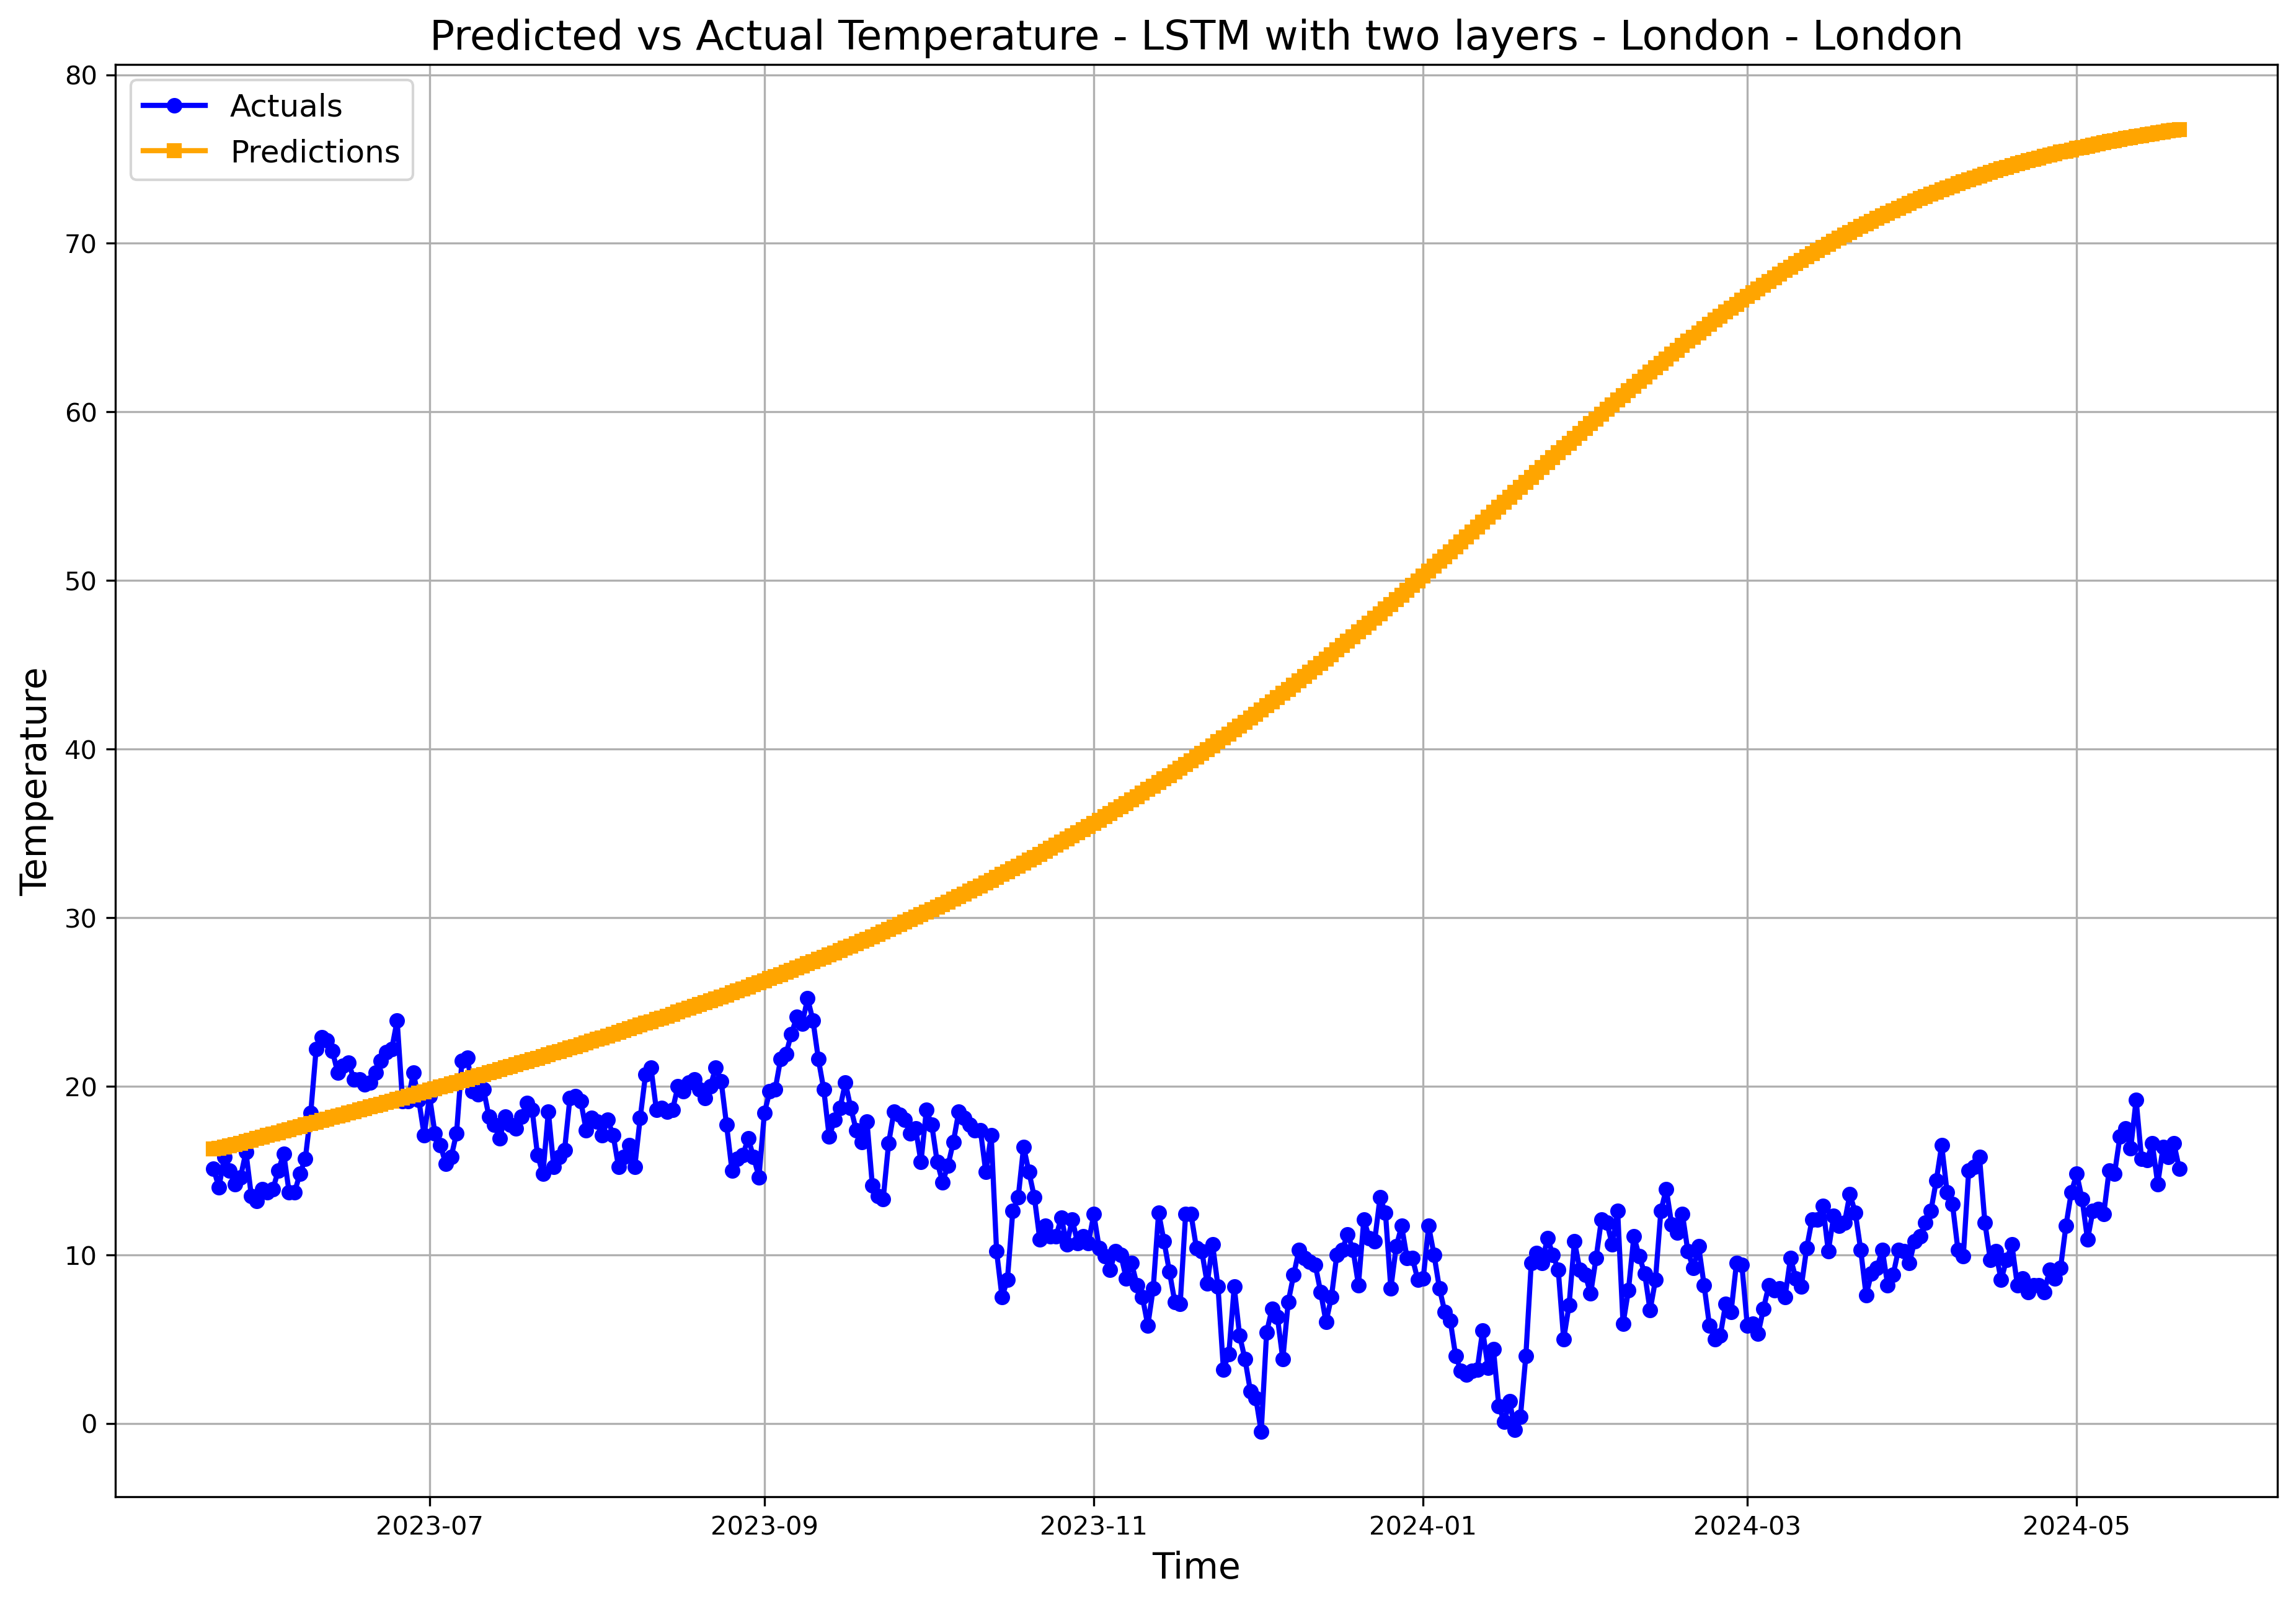 Predicted vs Actual Temperature - LSTM with two layers - London - London
Actuals
Predictions
80
70
60
50
40
30
20
10
0
Temperature
2023-07 2023-09 2023-11 2024-01 2024-03 2024-05
Time